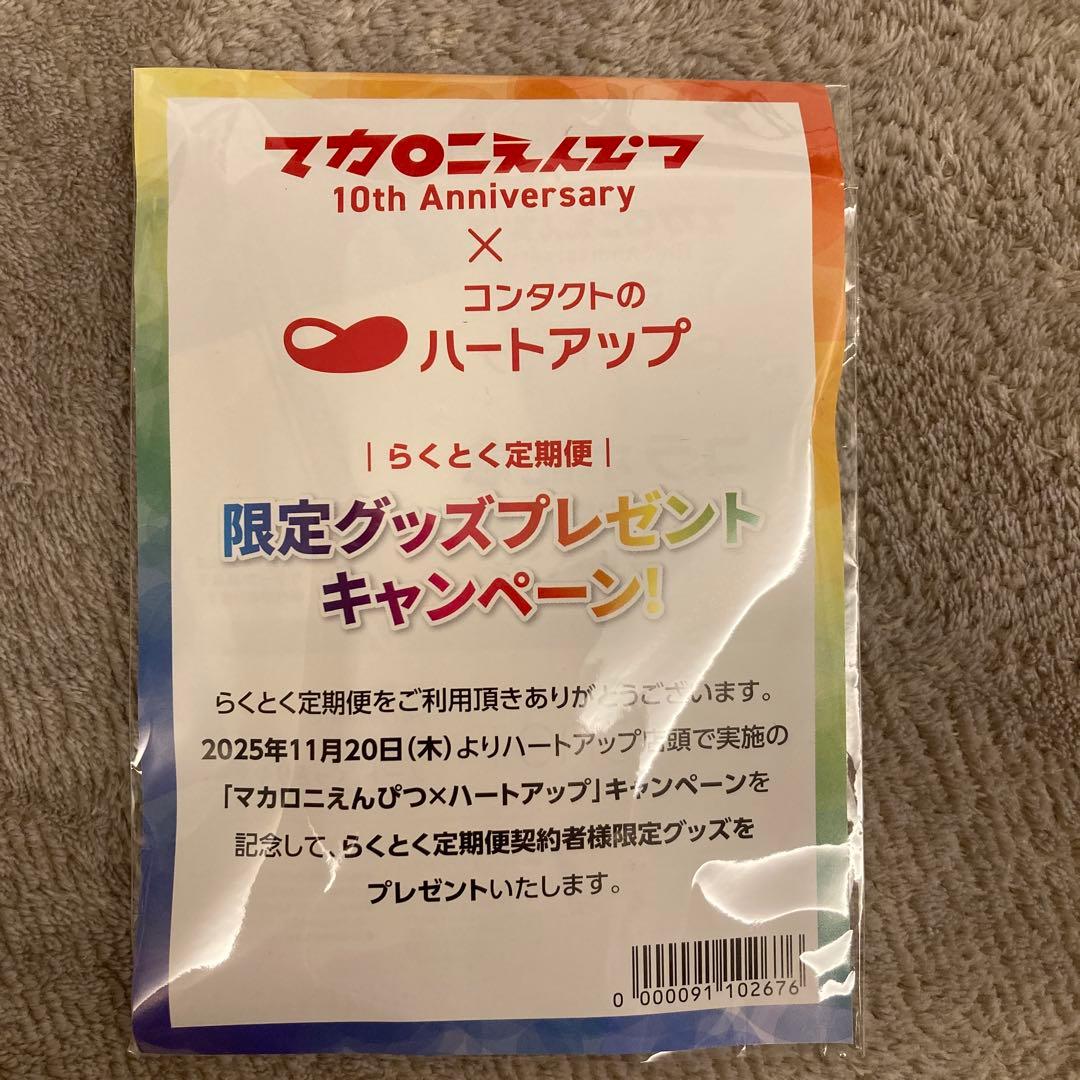 マカロニえんぴつ
10th Anniversary
×
コンタクトの
ハートアップ
|らくとく定期便|
限定グッズプレゼント
キャンペーン!
らくとく定期便をご利用頂きありがとうございます。
2025年11月20日(木)よりハートアップ店頭で実施の
「マカロニえんぴつ×ハートアップ」キャンペーンを
記念して、らくとく定期便契約者様限定グッズを
プレゼントいたします。
0 000091 102676